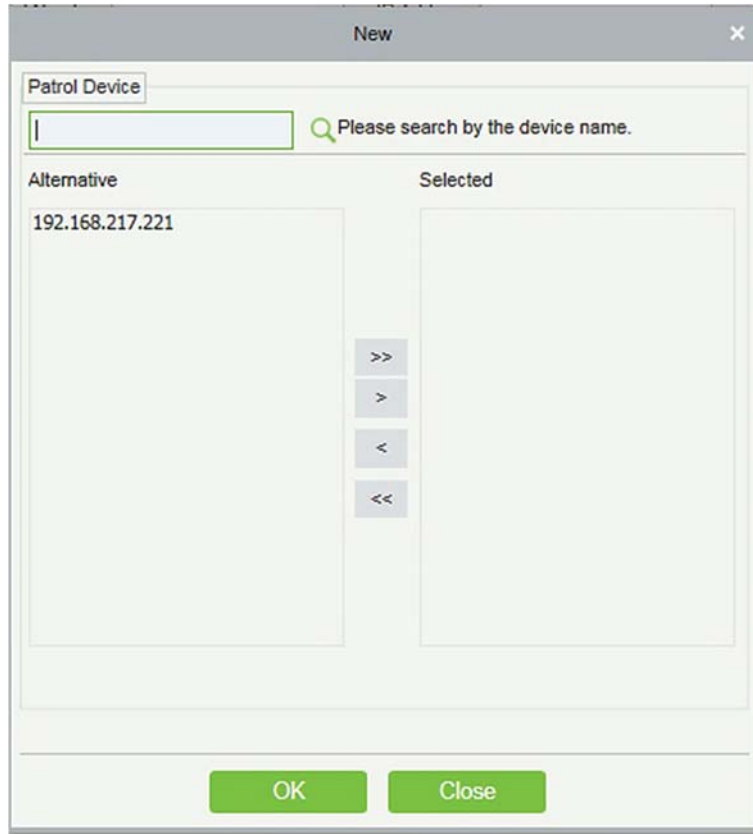 New ×
Patrol Device
Please search by the device name.
Alternative Selected
192.168.217.221
>>
>
<
<<
OK Close